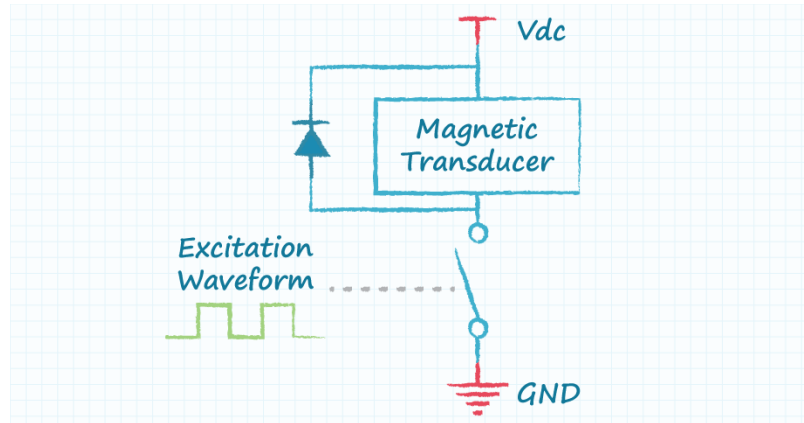 Vdc
Magnetic
Transducer
Excitation
Waveform
GND